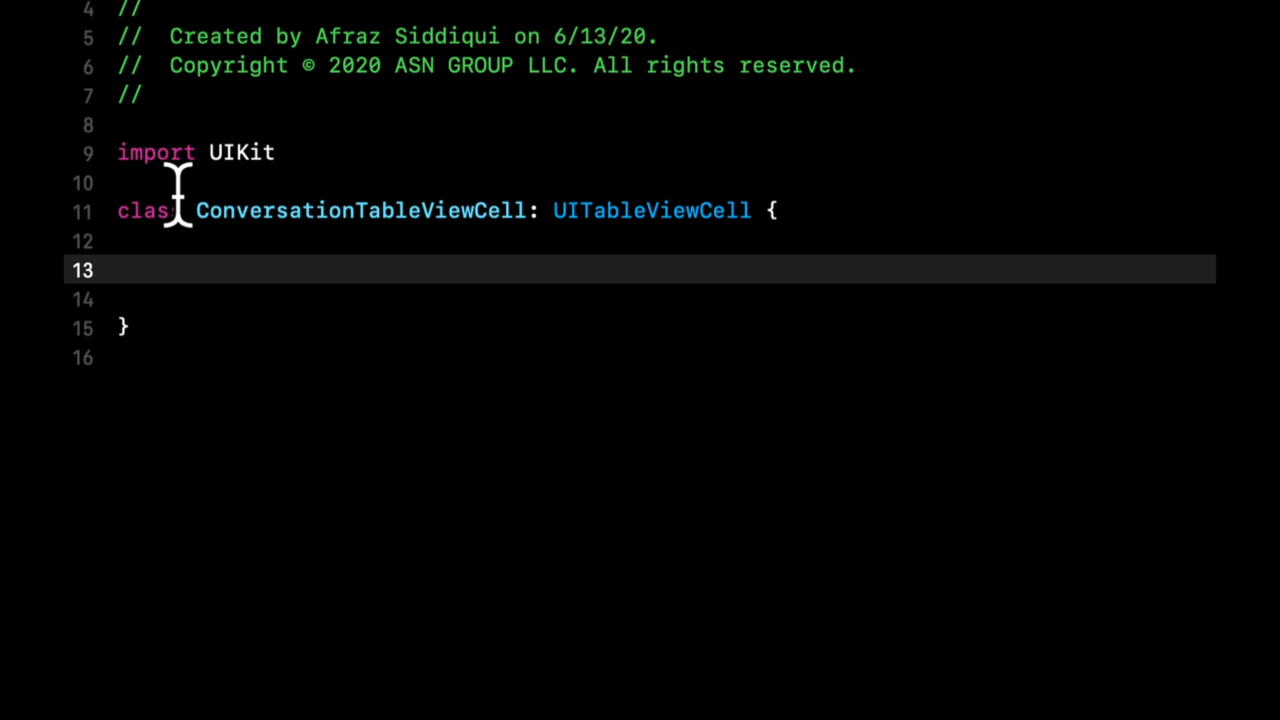 4 //
5 // Created by Afraz Siddiqui on 6/13/20.
6 // Copyright © 2020 ASN GROUP LLC. All rights reserved.
7 //
8
9 import UIKit
10
11 class ConversationTableViewCell: UITableViewCell {
12
13
14
15 }
16